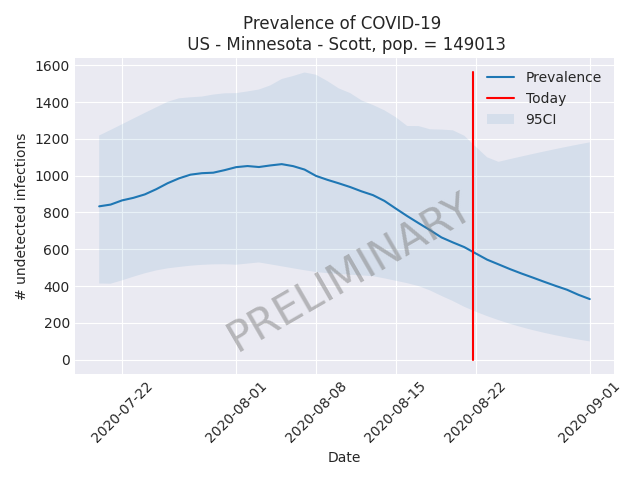 Prevalence of COVID-19
US - Minnesota - Scott, pop. = 149013
# undetected infections
1600
1400
1200
1000
800
600
400
200
0
Prevalence
Today
95CI
PRELIMINARY
2020-07-22
2020-08-01
2020-08-08
2020-08-15
2020-08-22
2020-09-01
Date